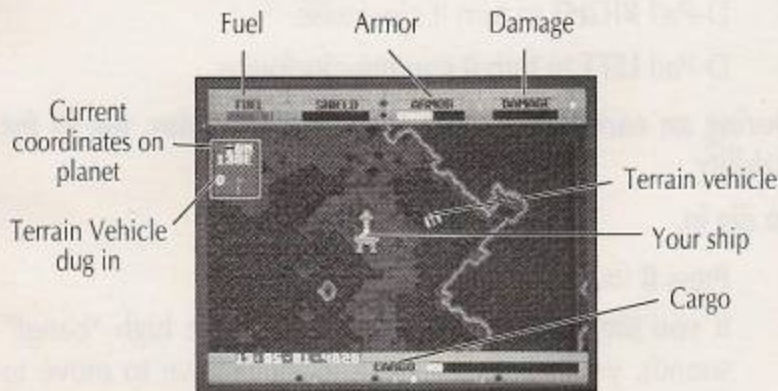 Fuel
Armor
Damage
FUEL SHIELD ARMOR DAMAGE
Current
coordinates on
planet
Terrain vehicle
Terrain Vehicle
dug in
Your ship
Cargo
CARGO